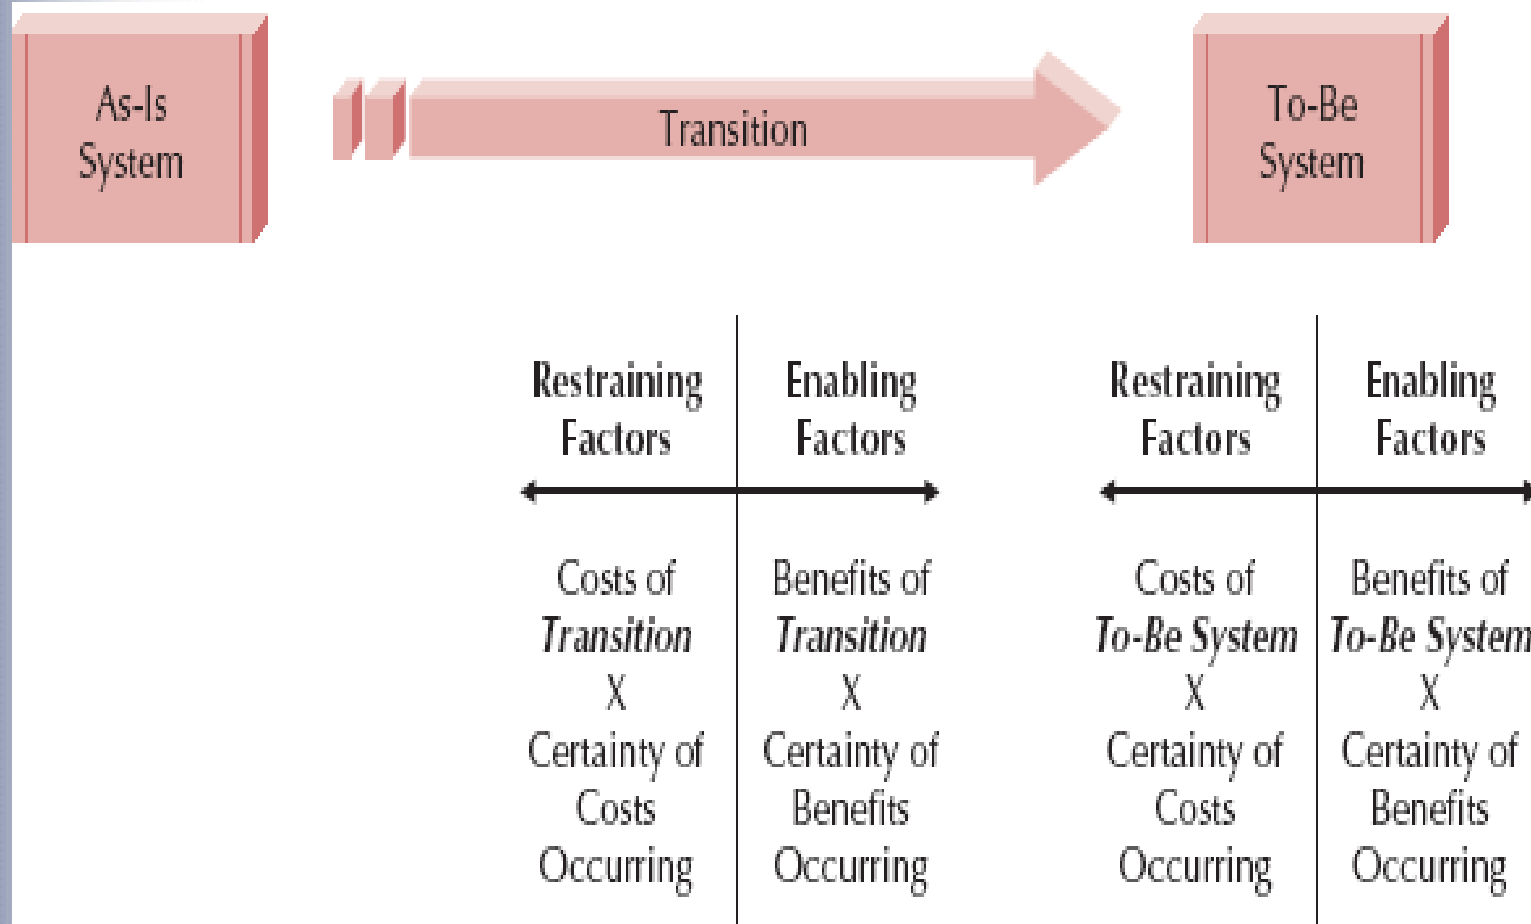 As-Is
System
Transition
To-Be
System
Restraining
Factors
Costs of
Transition
X
Certainty of
Costs
Occurring
Enabling
Factors
Benefits of
Transition
X
Certainty of
Benefits
Occurring
Restraining
Factors
Costs of
To-Be System
X
Certainty of
Costs
Occurring
Enabling
Factors
Benefits of
To-Be System
X
Certainty of
Benefits
Occurring